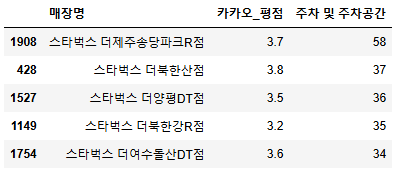 매장명 카카오_평점 주차 및 주차공간
1908 스타벅스 더제주송당파크R점 3.7 58
428 스타벅스 더북한산점 3.8 37
1527 스타벅스 더양평DT점 3.5 36
1149 스타벅스 더북한강R점 3.2 35
1754 스타벅스 더여수돌산DT점 3.6 34